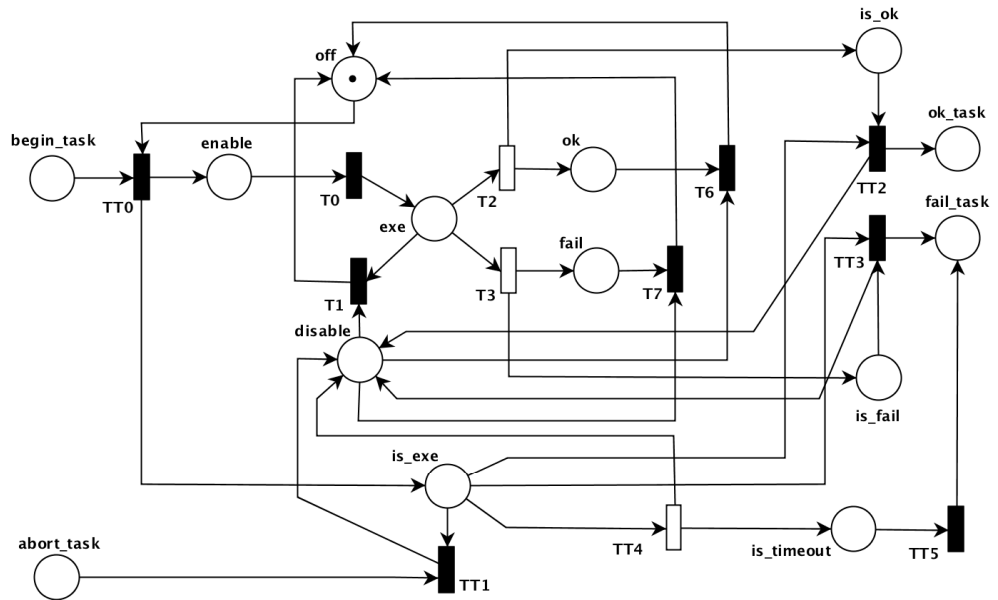 is_ok
off
begin_task
enable
ok
ok_task
TT0
T0
T2
T6
TT2
exe
fail_task
fail
T1
T3
T7
TT3
disable
is_fail
is_exe
abort_task
TT4
is_timeout
TT5
TT1